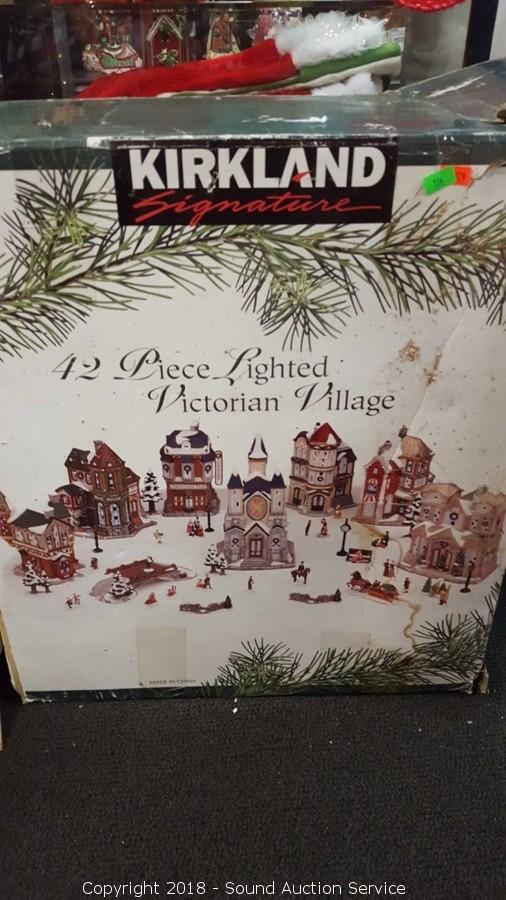 KIRKLAND
Signature
42 Piece Lighted
Victorian Village
MADE IN CHINA
Copyright 2018 - Sound Auction Service